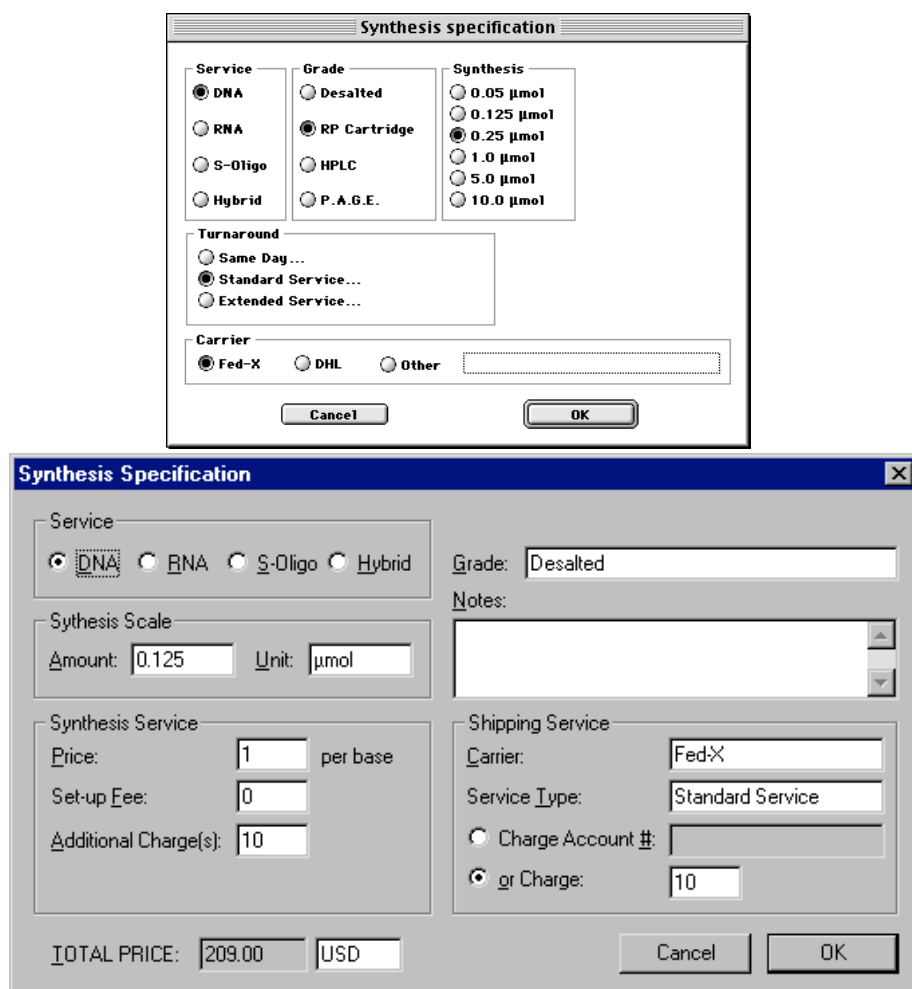 Synthesis specification
Service Grade Synthesis
DNA Desalted 0.05 µmol
0.125 µmol
RNA RP Cartridge 0.25 µmol
1.0 µmol
S-Oligo HPLC 5.0 µmol
Hybrid P.A.G.E. 10.0 µmol
Turnaround
Same Day...
Standard Service...
Extended Service...
Carrier
Fed-X DHL Other
Cancel OK
Synthesis Specification
Service
DNA RNA S-Oligo Hybrid
Grade: Desalted
Notes:
Sythesis Scale
Amount: 0.125 Unit: µmol
Synthesis Service
Price: 1 per base
Set-up Fee: 0
Additional Charge(s): 10
Shipping Service
Carrier: Fed-X
Service Type: Standard Service
Charge Account #:
or Charge: 10
TOTAL PRICE: 209.00 USD
Cancel OK